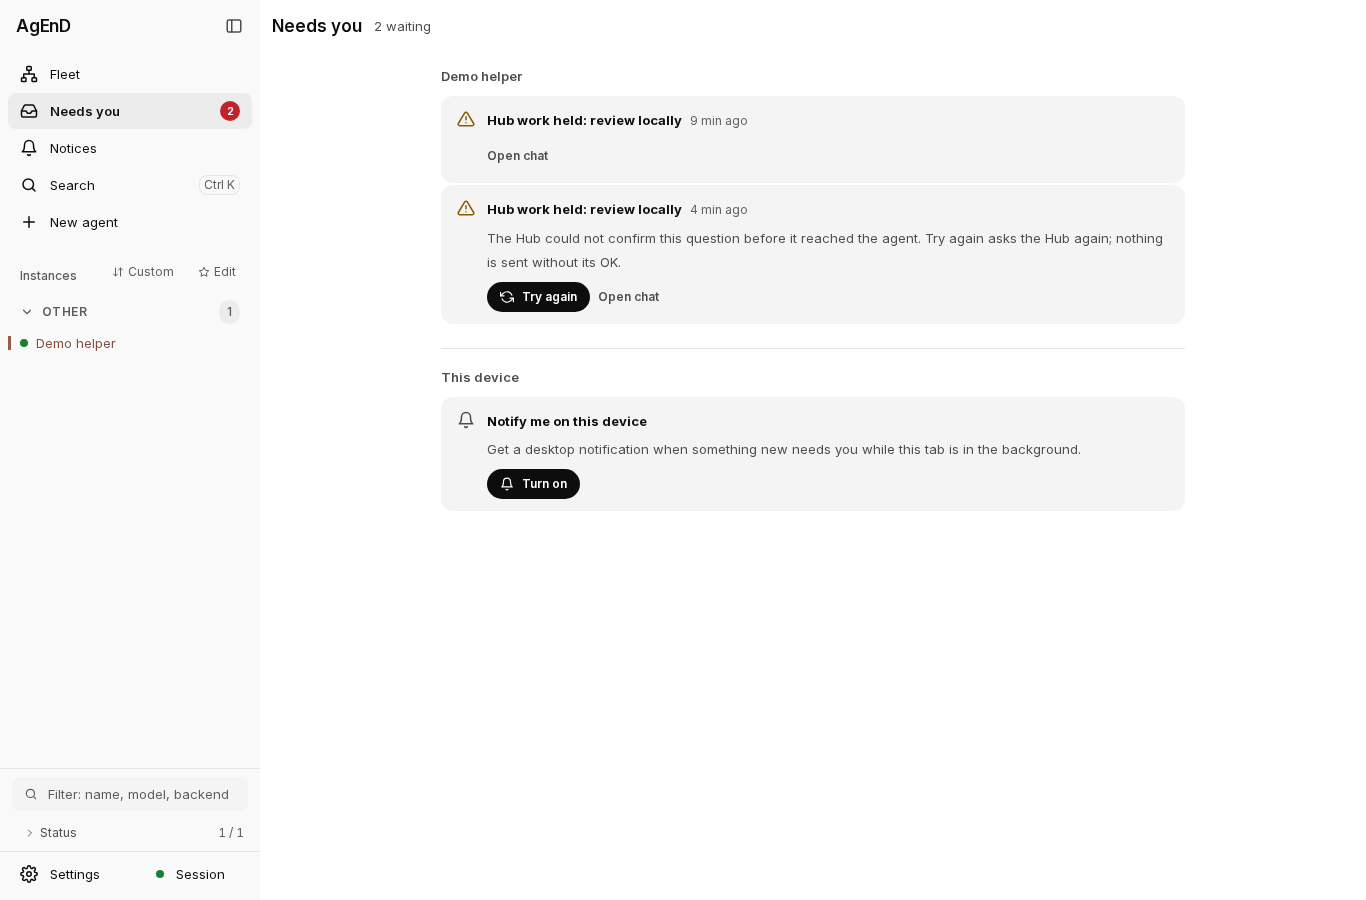 AgEnD
Fleet
Needs you 2
Notices
Search Ctrl K
New agent
Instances Custom Edit
OTHER 1
Demo helper
Filter: name, model, backend
Status 1 / 1
Settings Session
Needs you 2 waiting
Demo helper
Hub work held: review locally 9 min ago
Open chat
Hub work held: review locally 4 min ago
The Hub could not confirm this question before it reached the agent. Try again asks the Hub again; nothing
is sent without its OK.
Try again Open chat
This device
Notify me on this device
Get a desktop notification when something new needs you while this tab is in the background.
Turn on